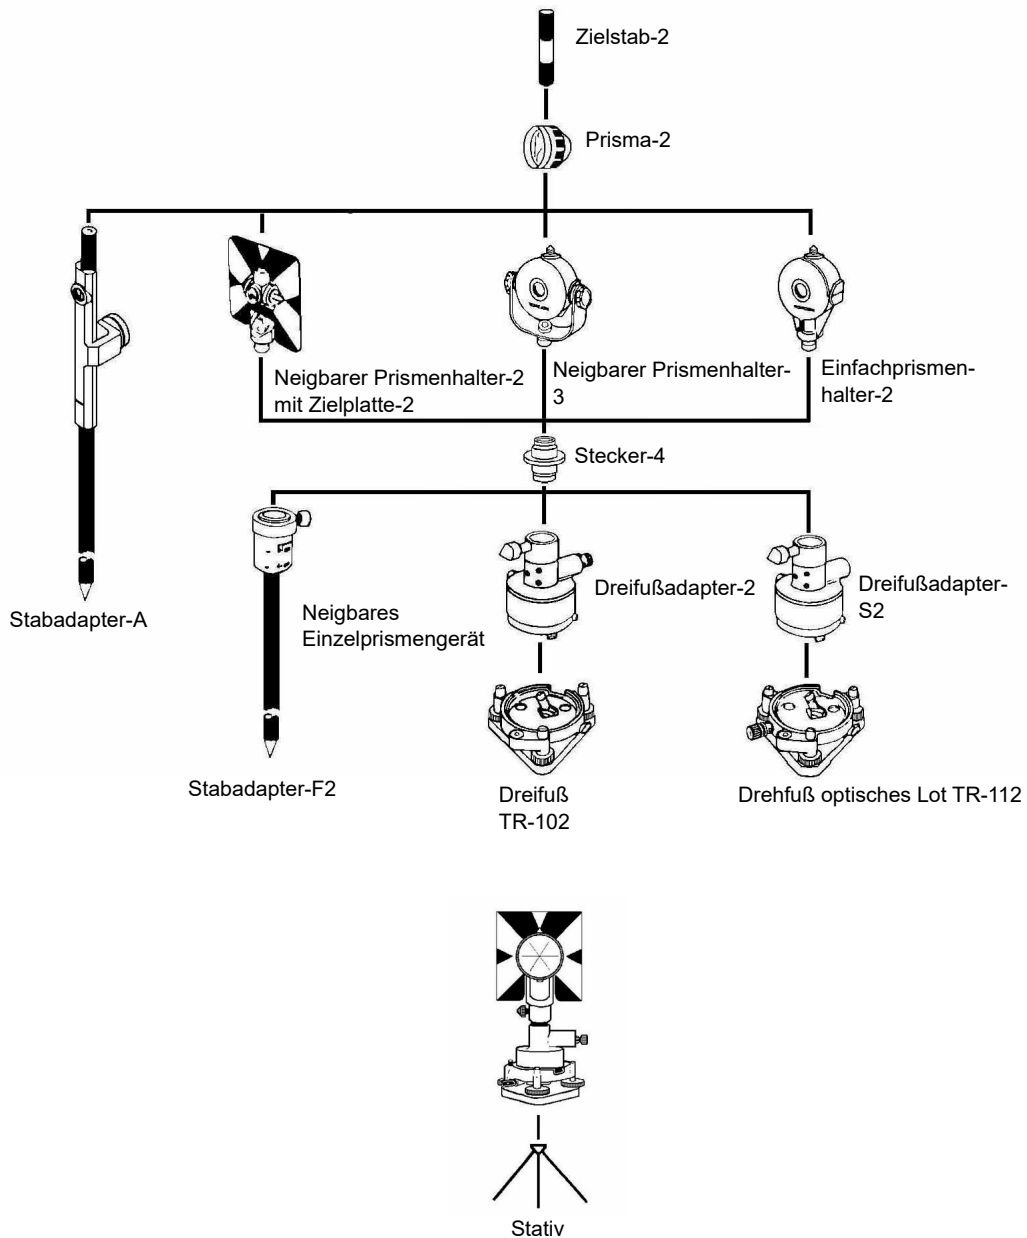 Zielstab-2
Prisma-2
Neigbarer Prismenhalter-2
mit Zielplatte-2
Neigbarer Prismenhalter-
3
Einfachprismen-
halter-2
Stecker-4
Stabadapter-A
Neigbares
Einzelprismengerät
Dreifußadapter-2
Dreifußadapter-
S2
Stabadapter-F2
Dreifuß
TR-102
Drehfuß optisches Lot TR-112
Stativ